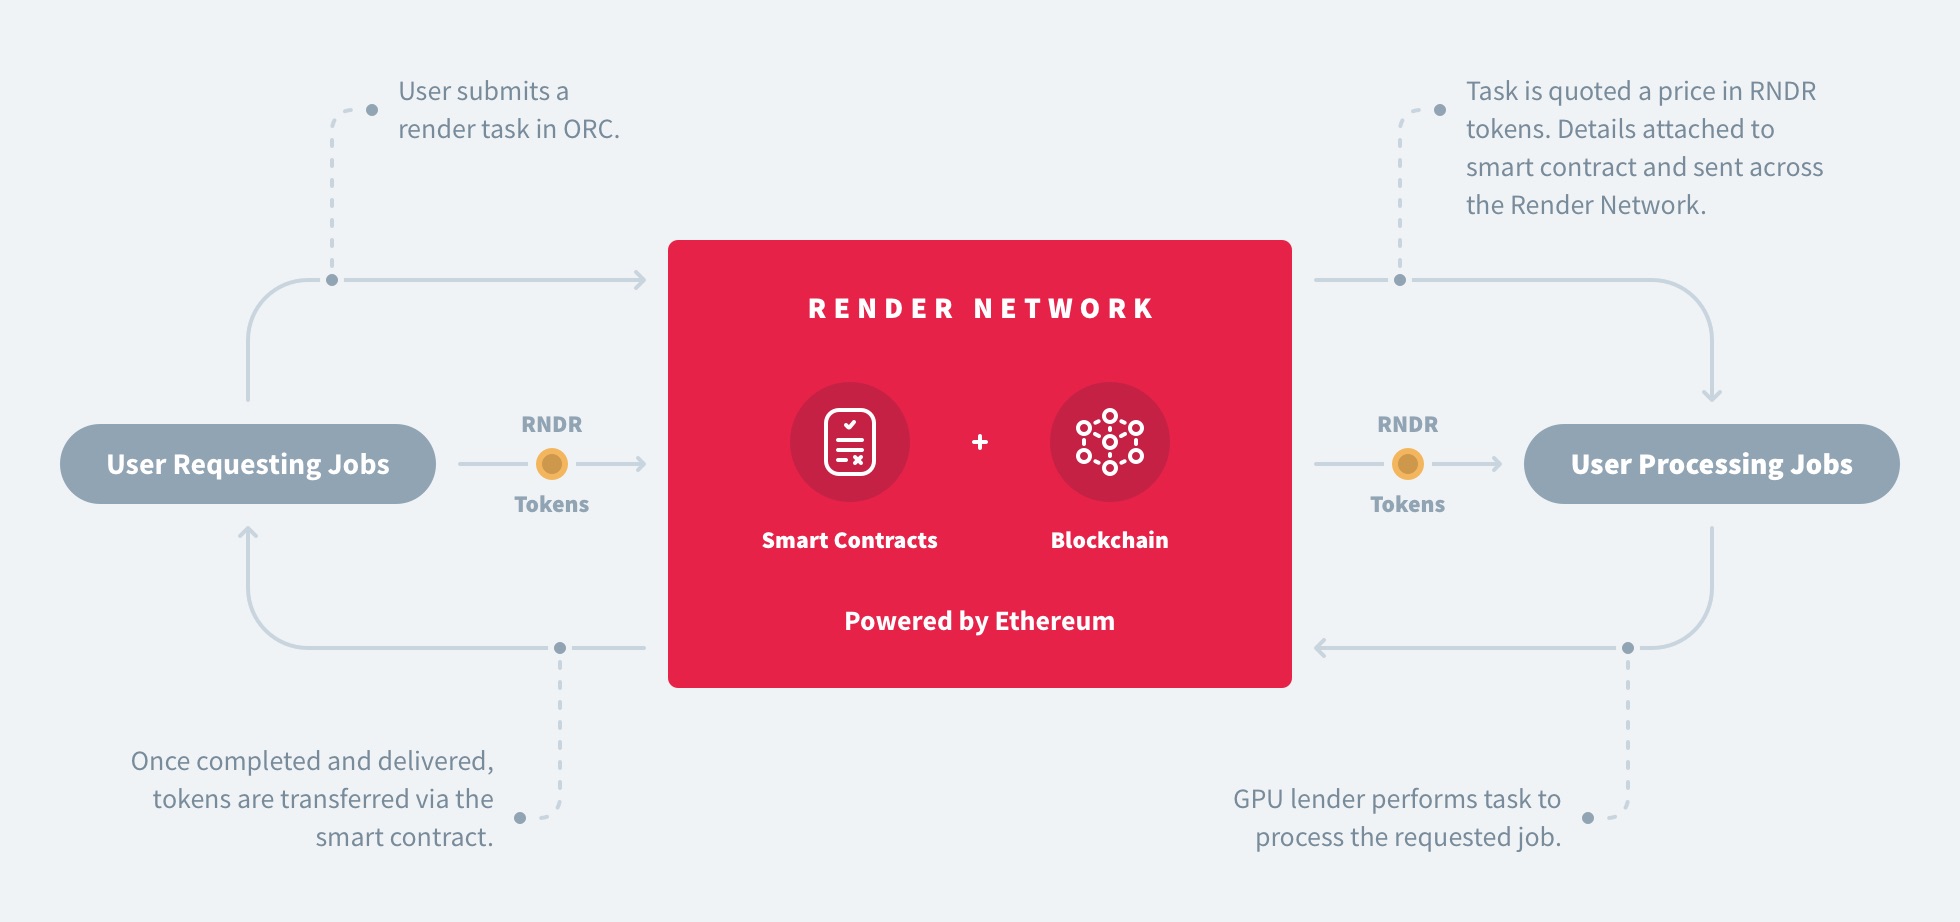 User submits a
render task in ORC.
Task is quoted a price in RNDR
tokens. Details attached to
smart contract and sent across
the Render Network.
RENDER NETWORK
User Requesting Jobs
RNDR
Tokens
+
Smart Contracts
Blockchain
Powered by Ethereum
RNDR
Tokens
User Processing Jobs
Once completed and delivered,
tokens are transferred via the
smart contract.
GPU lender performs task to
process the requested job.